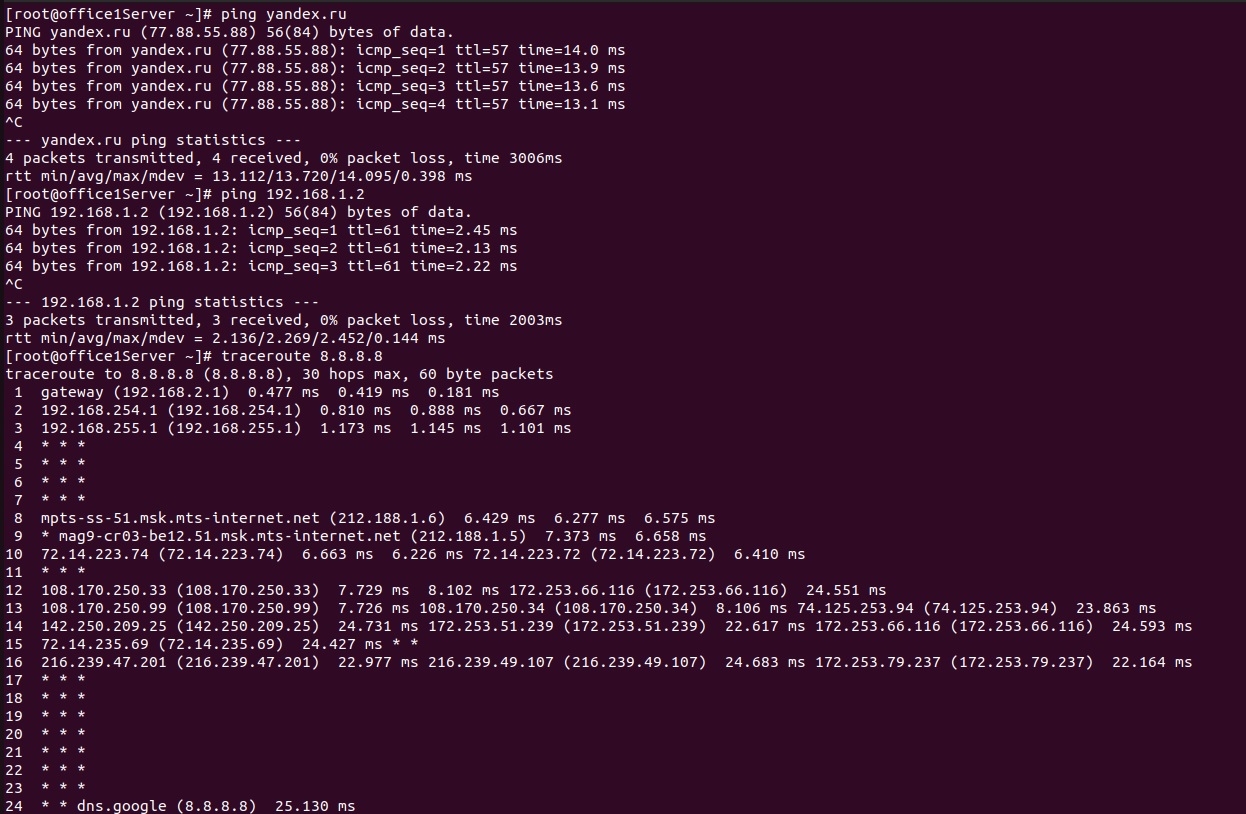 [root@office1Server ~]# ping yandex.ru
PING yandex.ru (77.88.55.88) 56(84) bytes of data.
64 bytes from yandex.ru (77.88.55.88): icmp_seq=1 ttl=57 time=14.0 ms
64 bytes from yandex.ru (77.88.55.88): icmp_seq=2 ttl=57 time=13.9 ms
64 bytes from yandex.ru (77.88.55.88): icmp_seq=3 ttl=57 time=13.6 ms
64 bytes from yandex.ru (77.88.55.88): icmp_seq=4 ttl=57 time=13.1 ms
^C
--- yandex.ru ping statistics ---
4 packets transmitted, 4 received, 0% packet loss, time 3006ms
rtt min/avg/max/mdev = 13.112/13.720/14.095/0.398 ms
[root@office1Server ~]# ping 192.168.1.2
PING 192.168.1.2 (192.168.1.2) 56(84) bytes of data.
64 bytes from 192.168.1.2: icmp_seq=1 ttl=61 time=2.45 ms
64 bytes from 192.168.1.2: icmp_seq=2 ttl=61 time=2.13 ms
64 bytes from 192.168.1.2: icmp_seq=3 ttl=61 time=2.22 ms
^C
--- 192.168.1.2 ping statistics ---
3 packets transmitted, 3 received, 0% packet loss, time 2003ms
rtt min/avg/max/mdev = 2.136/2.269/2.452/0.144 ms
[root@office1Server ~]# traceroute 8.8.8.8
traceroute to 8.8.8.8 (8.8.8.8), 30 hops max, 60 byte packets
 1  gateway (192.168.2.1)  0.477 ms  0.419 ms  0.181 ms
 2  192.168.254.1 (192.168.254.1)  0.810 ms  0.888 ms  0.667 ms
 3  192.168.255.1 (192.168.255.1)  1.173 ms  1.145 ms  1.101 ms
 4  * * *
 5  * * *
 6  * * *
 7  * * *
 8  mpts-ss-51.msk.mts-internet.net (212.188.1.6)  6.429 ms  6.277 ms  6.575 ms
 9  * mag9-cr03-be12.51.msk.mts-internet.net (212.188.1.5)  7.373 ms  6.658 ms
10  72.14.223.74 (72.14.223.74)  6.663 ms  6.226 ms 72.14.223.72 (72.14.223.72)  6.410 ms
11  * * *
12  108.170.250.33 (108.170.250.33)  7.729 ms  8.102 ms 172.253.66.116 (172.253.66.116)  24.551 ms
13  108.170.250.99 (108.170.250.99)  7.726 ms 108.170.250.34 (108.170.250.34)  8.106 ms 74.125.253.94 (74.125.253.94)  23.863 ms
14  142.250.209.25 (142.250.209.25)  24.731 ms 172.253.51.239 (172.253.51.239)  22.617 ms 172.253.66.116 (172.253.66.116)  24.593 ms
15  72.14.235.69 (72.14.235.69)  24.427 ms * *
16  216.239.47.201 (216.239.47.201)  22.977 ms 216.239.49.107 (216.239.49.107)  24.683 ms 172.253.79.237 (172.253.79.237)  22.164 ms
17  * * *
18  * * *
19  * * *
20  * * *
21  * * *
22  * * *
23  * * *
24  * * dns.google (8.8.8.8)  25.130 ms